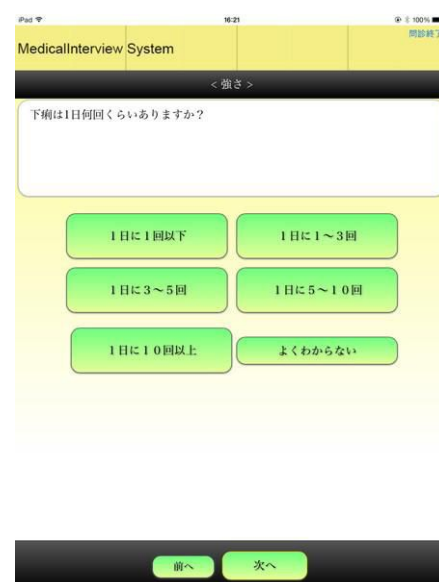 iPad 16:21 100%
MedicalInterview System
問診終了
＜強さ＞
下痢は1日何回くらいありますか？
1日に1回以下 1日に1～3回
1日に3～5回 1日に5～10回
1日に10回以上 よくわからない
前へ 次へ